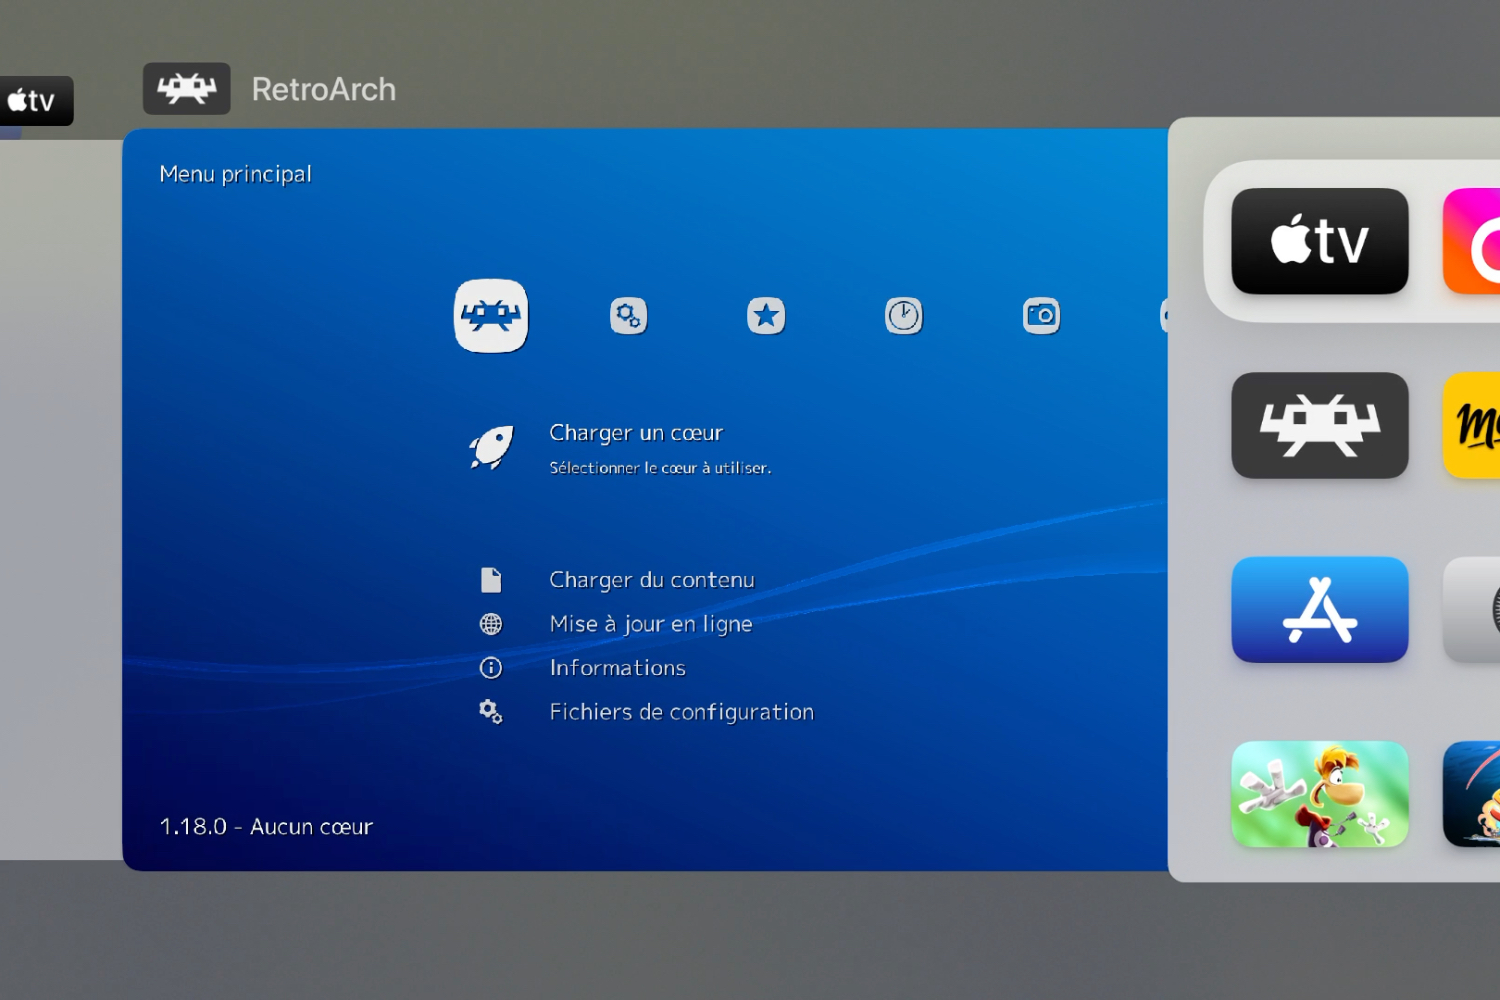 tv
RetroArch
Menu principal
tv
Charger un cœur
Sélectionner le cœur à utiliser.
Charger du contenu
Mise à jour en ligne
Informations
Fichiers de configuration
1.18.0 - Aucun cœur